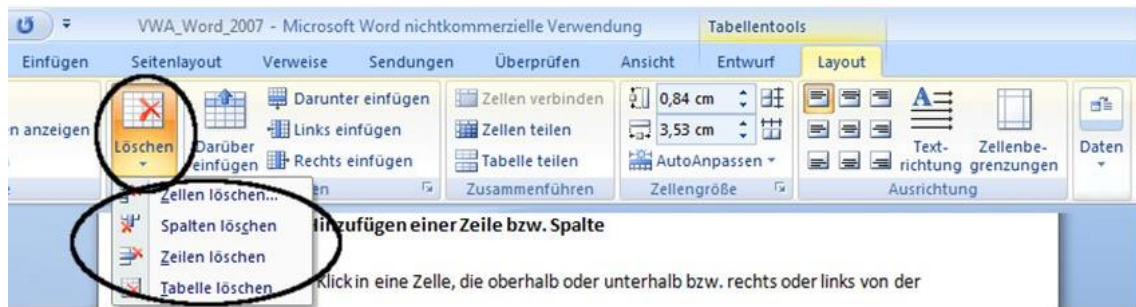 VWA_Word_2007 - Microsoft Word nichtkommerzielle Verwendung Tabellentools
Einfügen Seitenlayout Verweise Sendungen Überprüfen Ansicht Entwurf Layout
n anzeigen
Löschen
Darüber einfügen
Darunter einfügen
Links einfügen
Rechts einfügen
Zellen verbinden
Zellen teilen
Tabelle teilen
Zusammenführen
0,84 cm
3,53 cm
AutoAnpassen
Zellengröße
Text-
richtung
Zellenbe-
grenzungen
Ausrichtung
Daten
Zellen löschen...
Spalten löschen
Zeilen löschen
Tabelle löschen
Hinzufügen einer Zeile bzw. Spalte
Klick in eine Zelle, die oberhalb oder unterhalb bzw. rechts oder links von der